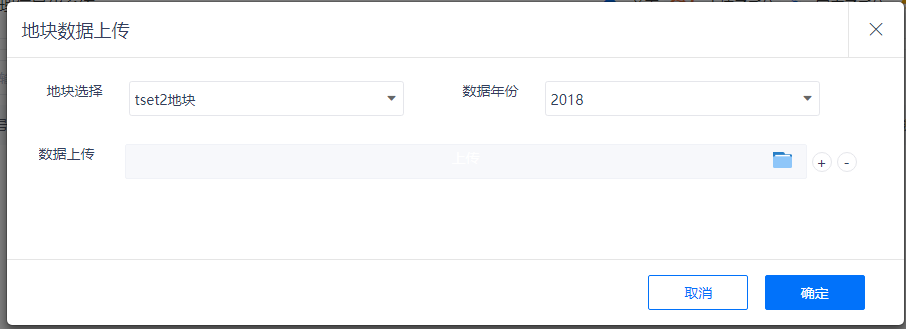 地块数据上传
地块选择 tset2地块 数据年份 2018
数据上传 上传 + -
取消 确定